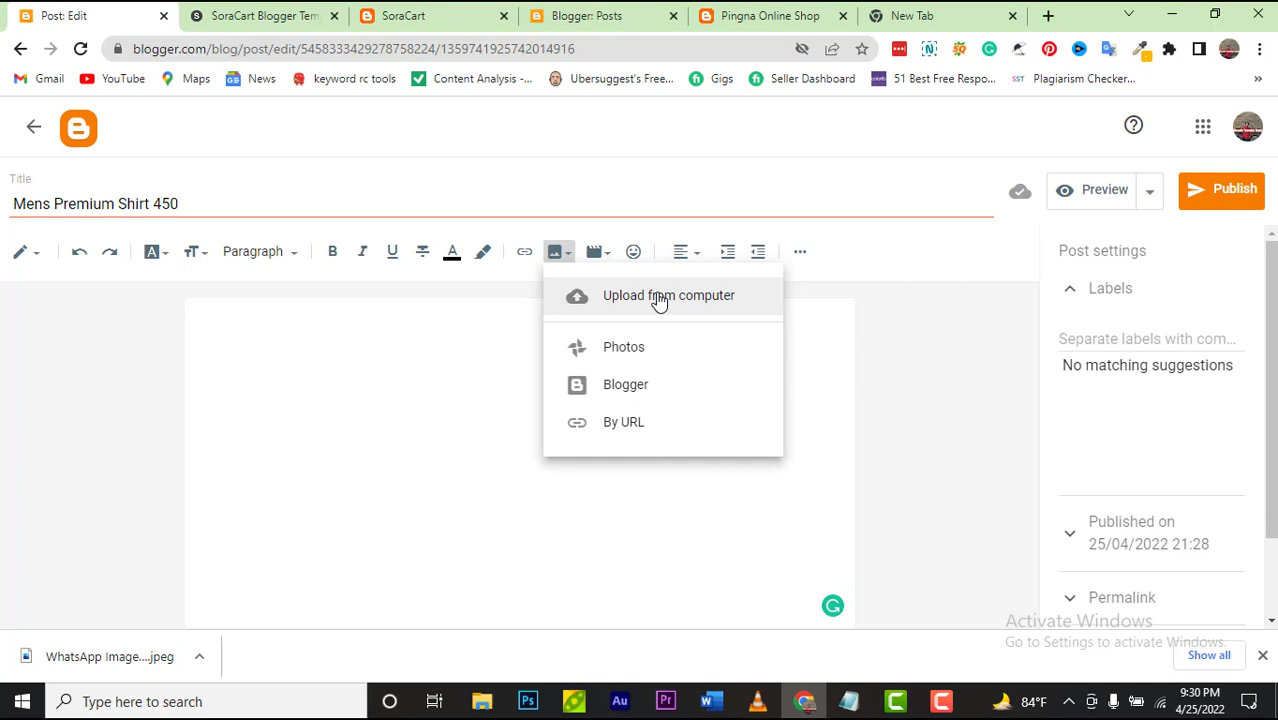 Post: Edit
SoraCart Blogger Tem
SoraCart
Blogger: Posts
Pingna Online Shop
New Tab
blogger.com/blog/post/edit/5458333429278758224/1359741925742014916
Gmail
YouTube
Maps
News
keyword rc tools
Content Analysis -...
Ubersuggest's Free...
Gigs
Seller Dashboard
51 Best Free Respo...
SST
Plagiarism Checker...
Title
Mens Premium Shirt 450
Preview
Publish
Paragraph
B I U A
Post settings
Upload from computer
Labels
Photos
Separate labels with com...
No matching suggestions
Blogger
By URL
Published on
25/04/2022 21:28
Permalink
Activate Windows
Go to Settings to activate Windows.
WhatsApp Image....jpeg
Show all
Type here to search
Ps
Au
Pr
W
84°F
9:30 PM
4/25/2022